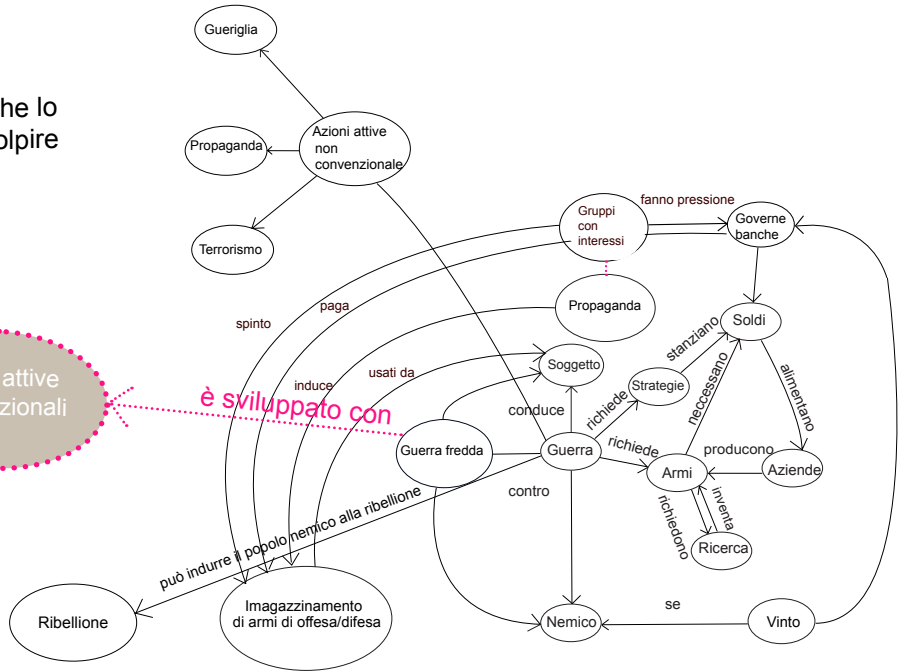 Gueriglia
he lo
olpire
Azioni attive
non
convenzionale
Propaganda
Terrorismo
fanno pressione
Gruppi
con
interessi
Governe
banche
paga
spinto
Propaganda
Soldi
stanziano
neccessano
alimentano
Soggetto
usati da
induce
attive
zionali
è sviluppato con
Strategie
richiede
conduce
Guerra fredda
Guerra
richiede
producono
Armi
Aziende
contro
richiedono
inventa
Ricerca
può indurre il popolo nemico alla ribellione
Ribellione
Imagazzinamento
di armi di offesa/difesa
Nemico
se
Vinto